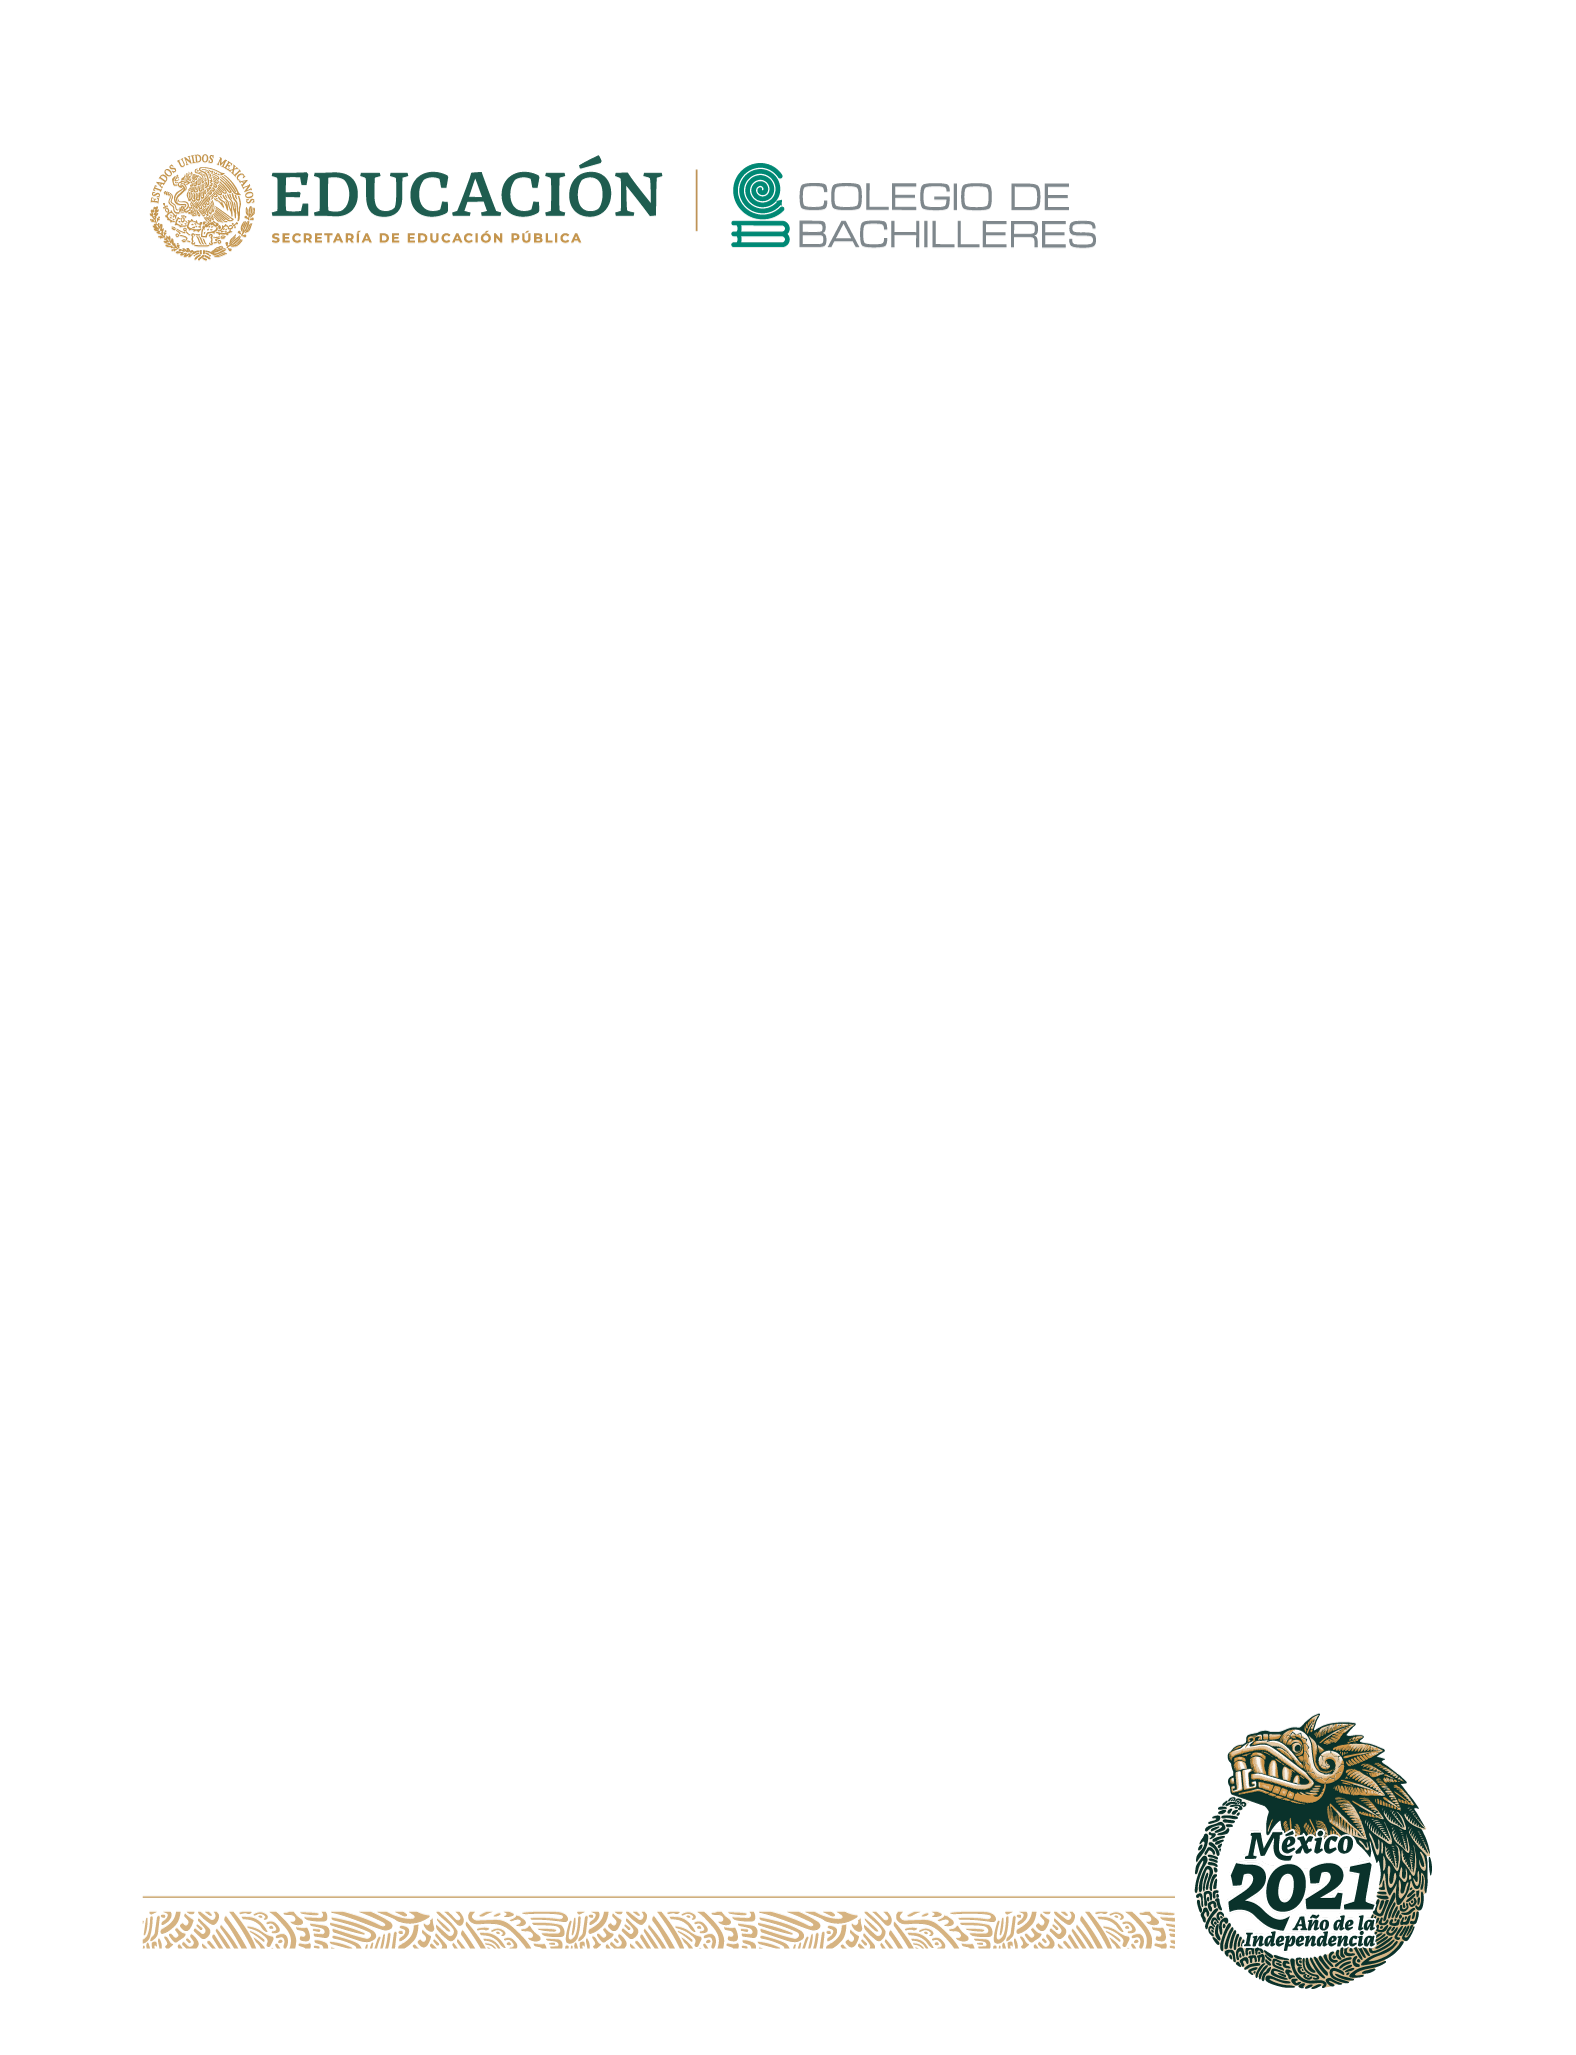 ESTADOS UNIDOS MEXICANOS
EDUCACIÓN
SECRETARÍA DE EDUCACIÓN PÚBLICA
COLEGIO DE
BACHILLERES
México
2021
Año de la
Independencia